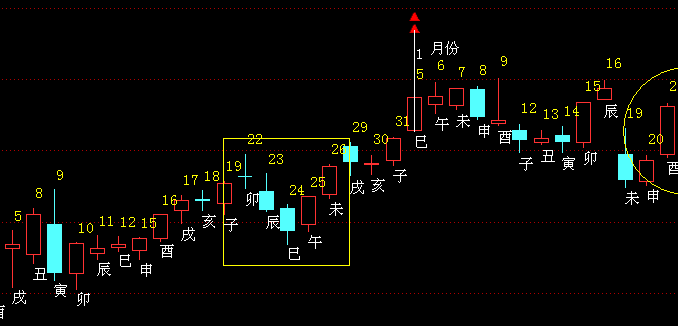 1 月份
5 6 7 8 9 12 13 14 15 16 19 20 2
巳 午 未 申 酉 子 丑 寅 卯 辰 未 申 酉
5 8 9 10 11 12 15 16 17 18 19 22 23 24 25 26 29 30 31
戌 丑 寅 卯 辰 巳 申 酉 戌 亥 子 卯 辰 巳 午 未 戌 亥 子